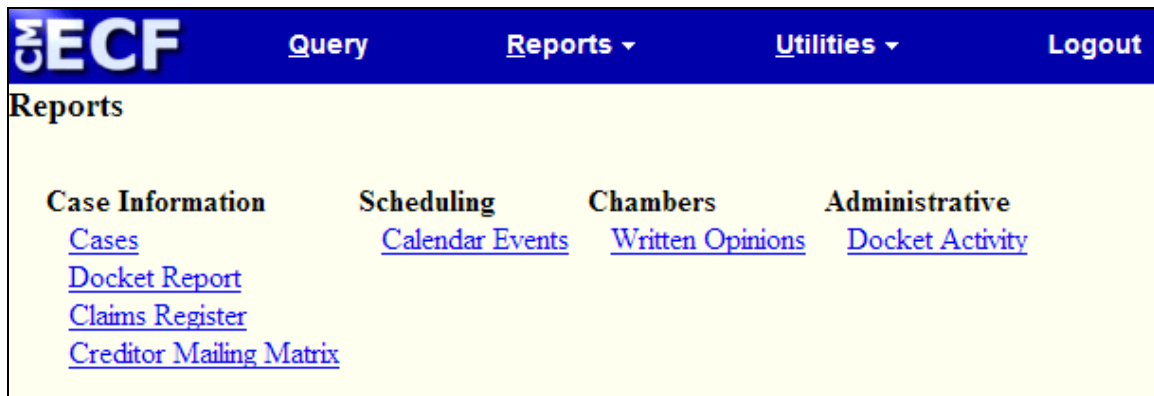 CM ECF Query Reports Utilities Logout
Reports
Case Information Scheduling Chambers Administrative
Cases Calendar Events Written Opinions Docket Activity
Docket Report
Claims Register
Creditor Mailing Matrix